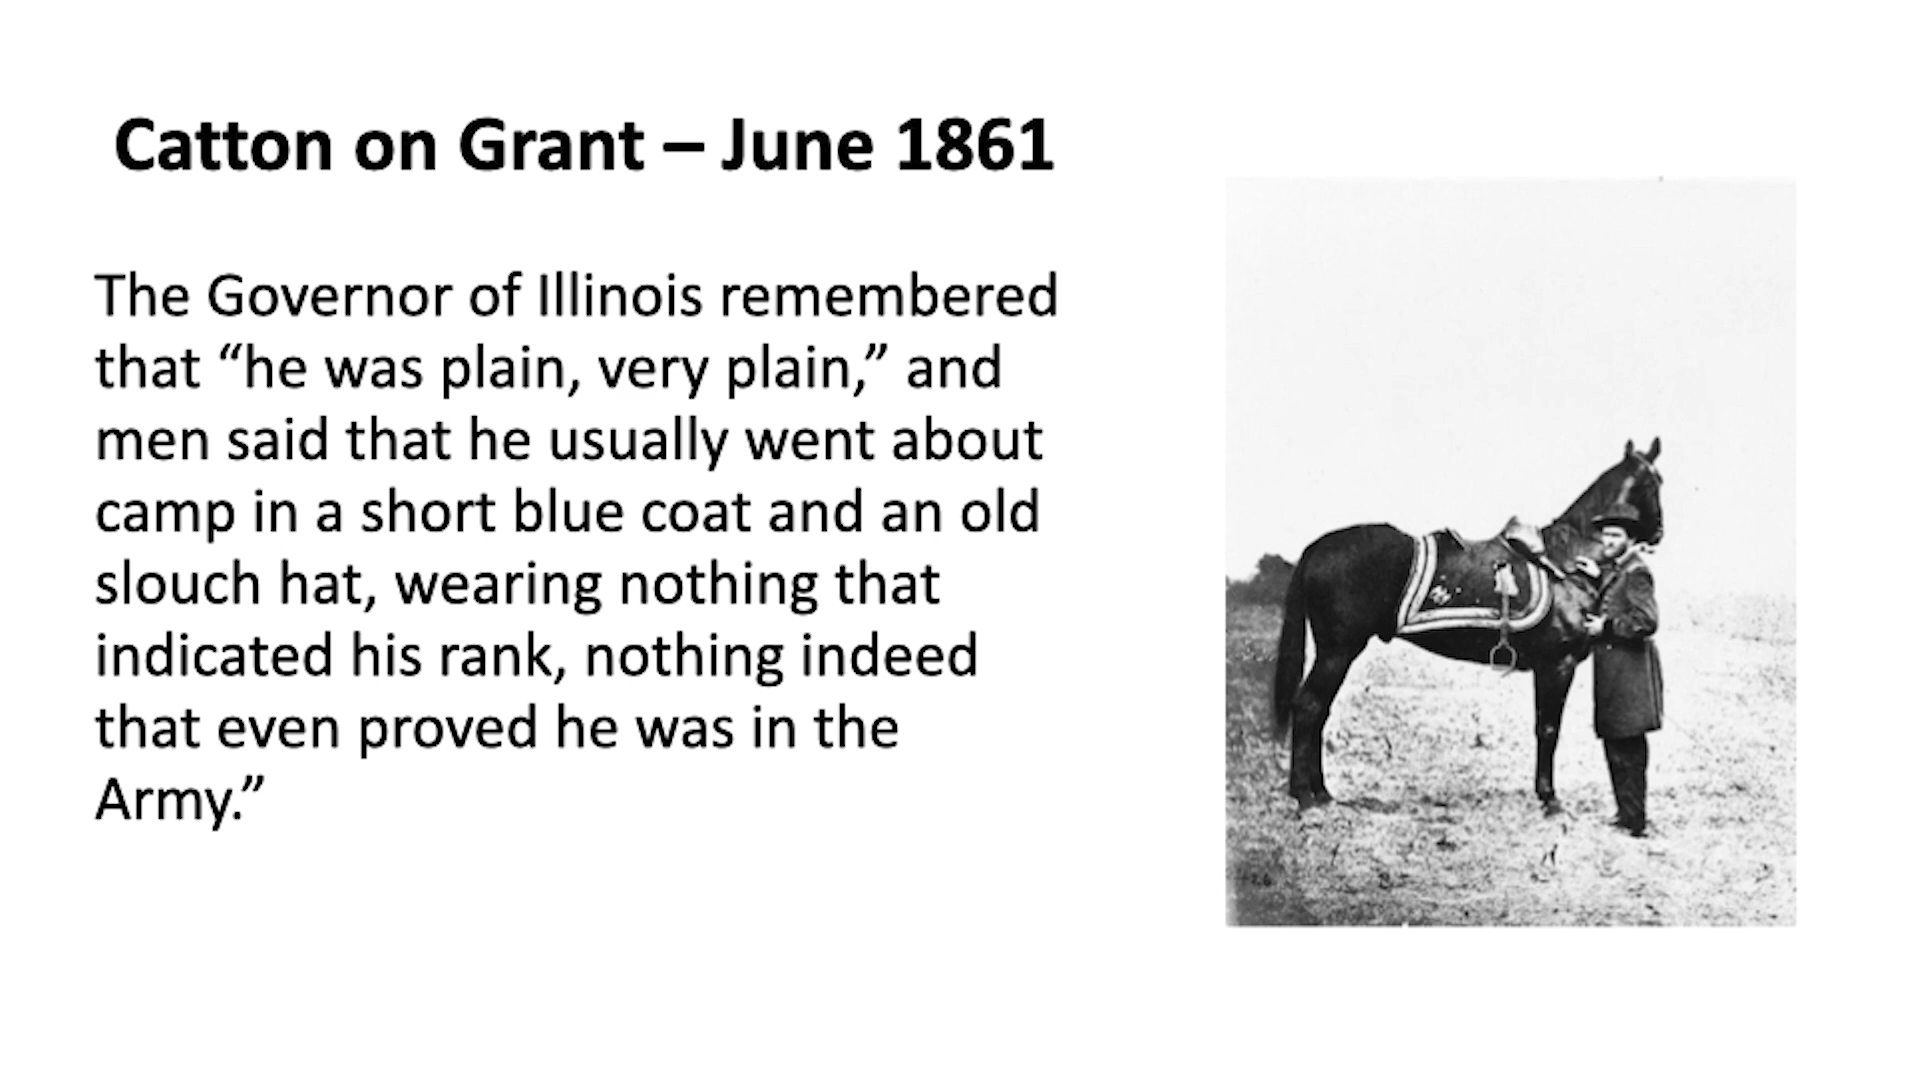 Catton on Grant – June 1861
The Governor of Illinois remembered
that “he was plain, very plain,” and
men said that he usually went about
camp in a short blue coat and an old
slouch hat, wearing nothing that
indicated his rank, nothing indeed
that even proved he was in the
Army.”